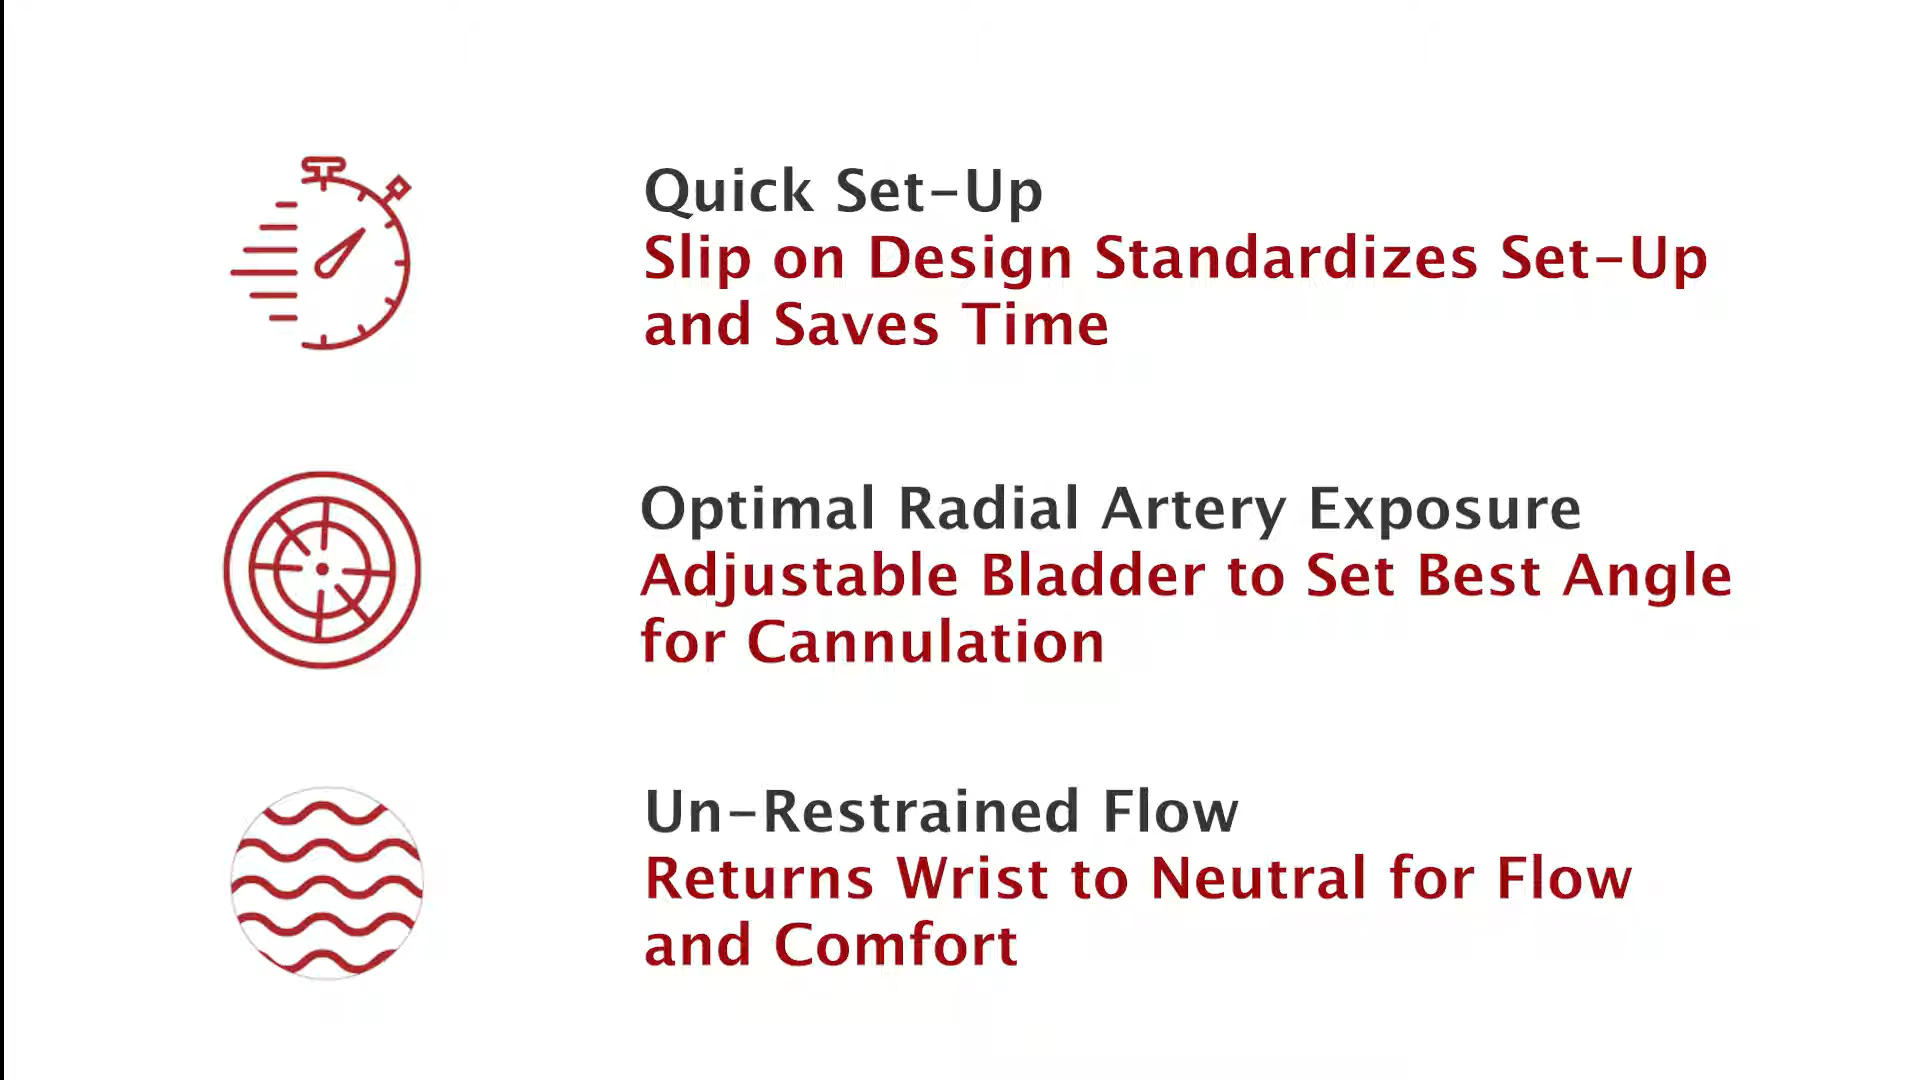 Quick Set-Up
Slip on Design Standardizes Set-Up
and Saves Time
Optimal Radial Artery Exposure
Adjustable Bladder to Set Best Angle
for Cannulation
Un-Restrained Flow
Returns Wrist to Neutral for Flow
and Comfort